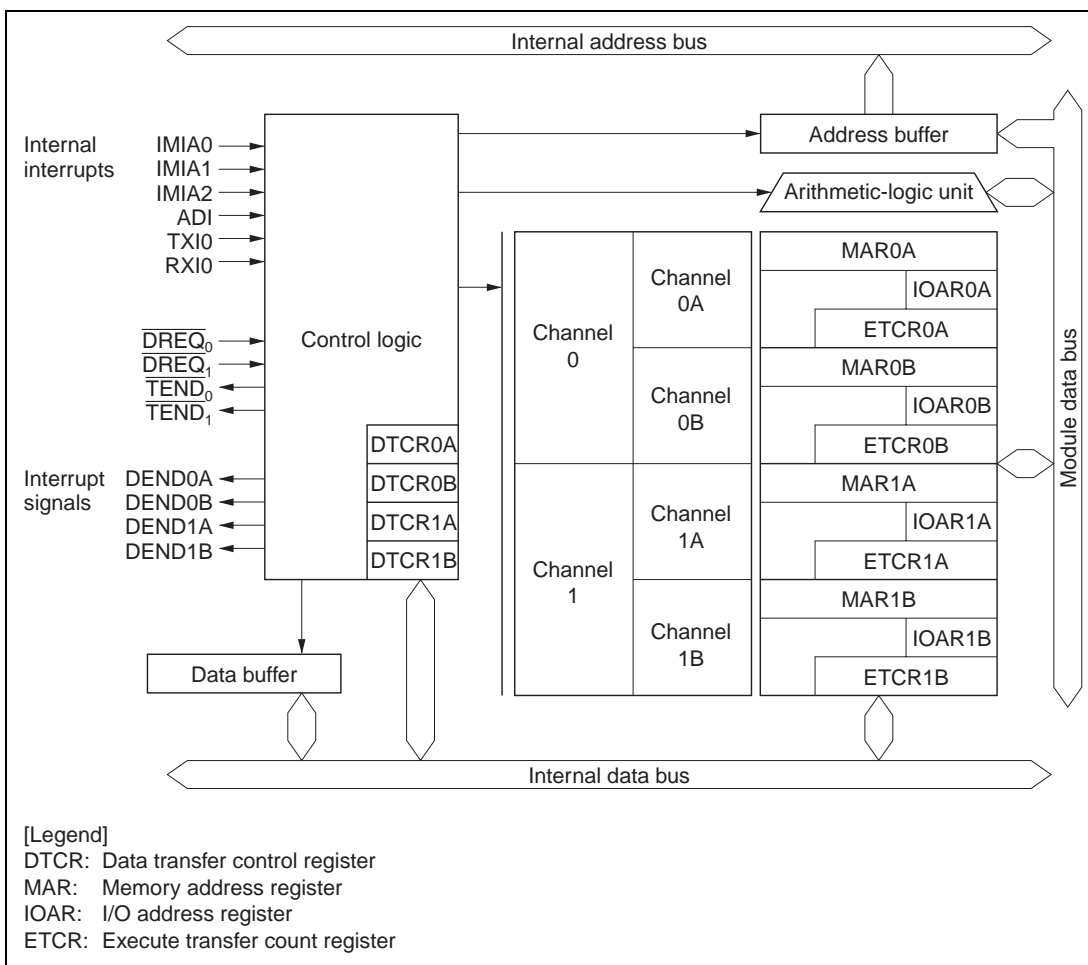 Internal address bus
Internal
interrupts
IMIA0
IMIA1
IMIA2
ADI
TXI0
RXI0
DREQ0
DREQ1
TEND0
TEND1
Interrupt
signals
DEND0A
DEND0B
DEND1A
DEND1B
Control logic
DTCR0A
DTCR0B
DTCR1A
DTCR1B
Data buffer
Address buffer
Arithmetic-logic unit
Channel
0
Channel
0A
Channel
0B
Channel
1
Channel
1A
Channel
1B
MAR0A
IOAR0A
ETCR0A
MAR0B
IOAR0B
ETCR0B
MAR1A
IOAR1A
ETCR1A
MAR1B
IOAR1B
ETCR1B
Module data bus
Internal data bus
[Legend]
DTCR: Data transfer control register
MAR: Memory address register
IOAR: I/O address register
ETCR: Execute transfer count register